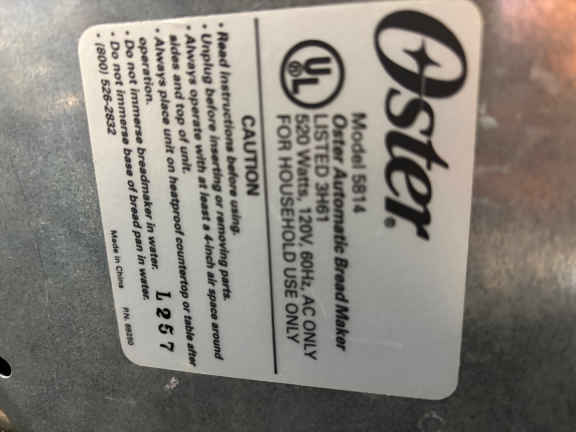 Oster®
Model 5814
Oster Automatic Bread Maker
LISTED 3H61
520 Watts, 120V, 60Hz, AC ONLY
FOR HOUSEHOLD USE ONLY
UL
CAUTION
• Read instructions before using.
• Unplug before inserting or removing parts.
• Always operate with at least a 4-inch air space around
sides and top of unit.
• Always place unit on heatproof countertop or table after
operation.
• Do not immerse breadmaker in water.
• Do not immerse base of bread pan in water.
• (800) 526-2832
L257
Made in China